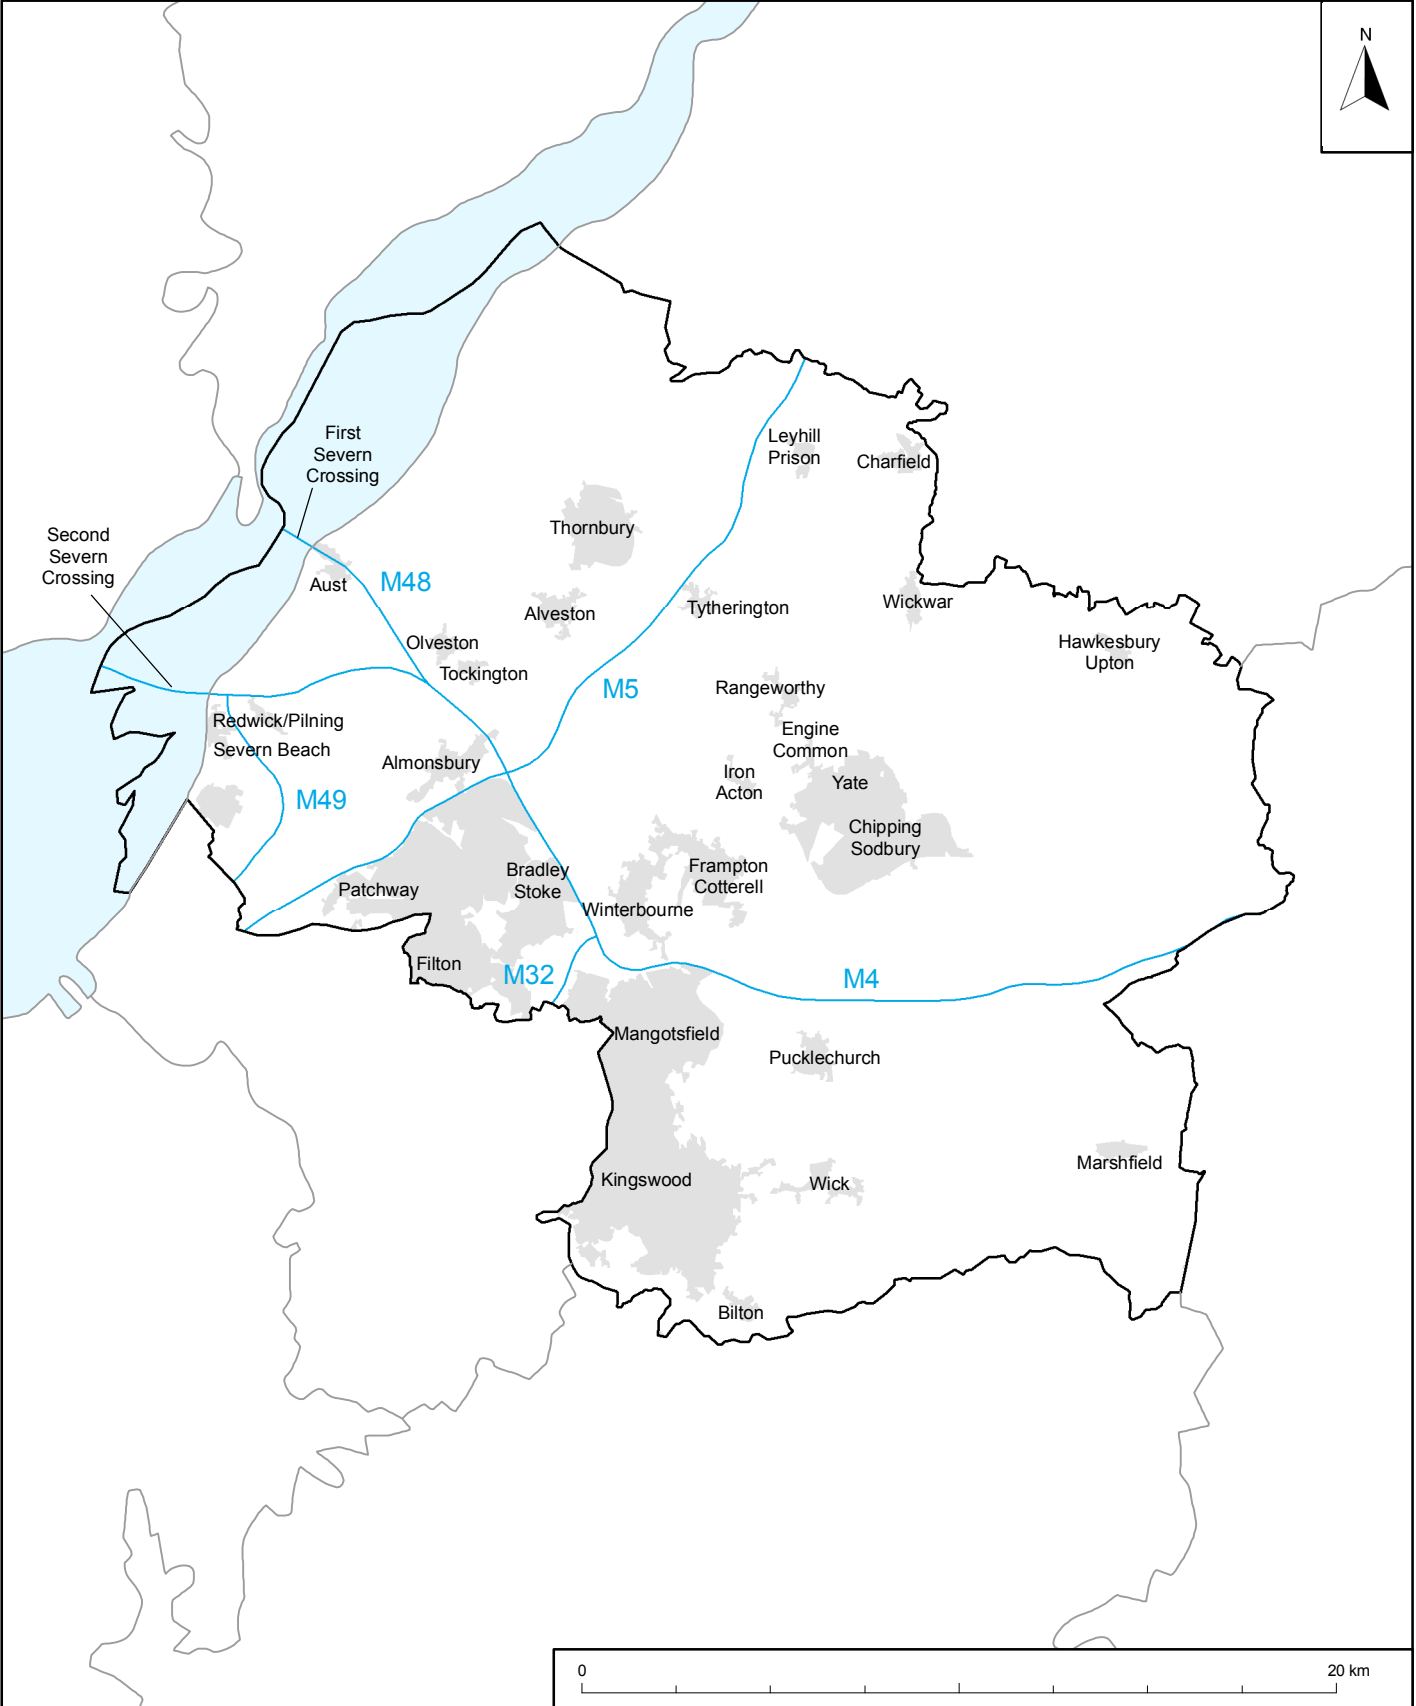 N
First
Severn
Crossing
Leyhill
Prison
Charfield
Thornbury
Second
Severn
Crossing
Aust
M48
Alveston
Tytherington
Wickwar
Olveston
Hawkesbury
Upton
Tockington
Rangeworthy
M5
Redwick/Pilning
Severn Beach
Engine
Common
Almonsbury
Iron
Acton
Yate
M49
Chipping
Sodbury
Bradley
Stoke
Frampton
Cotterell
Patchway
Winterbourne
Filton
M32
M4
Mangotsfield
Pucklechurch
Marshfield
Kingswood
Wick
Bilton
0
20 km